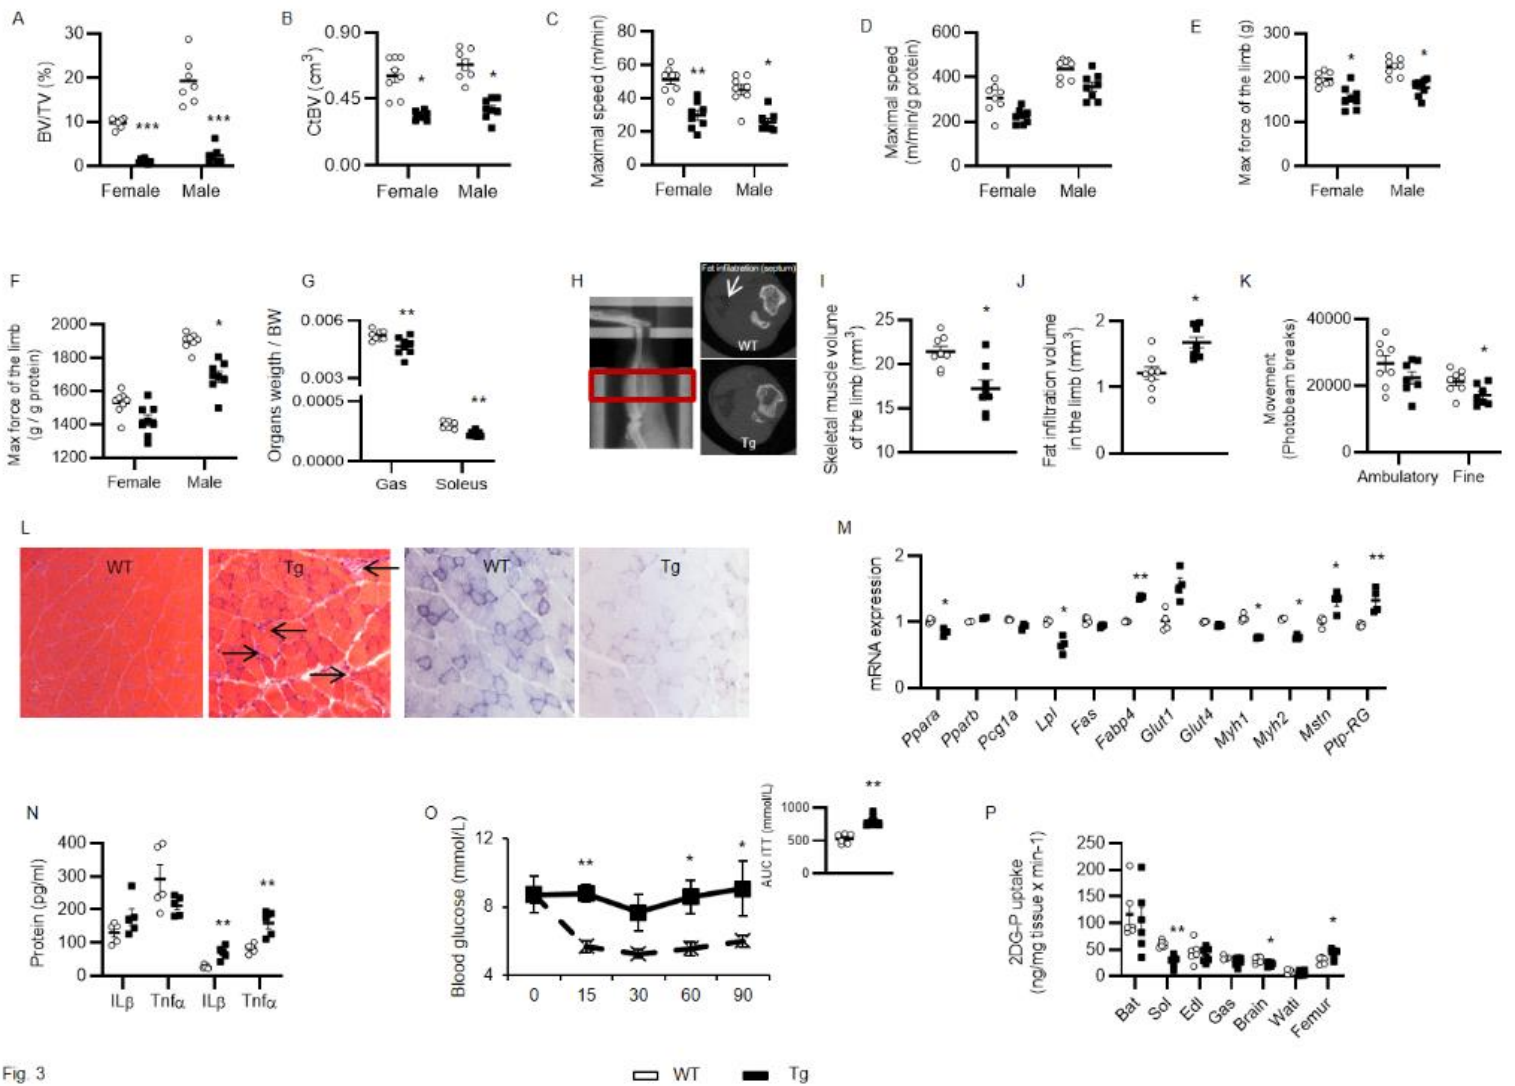 A
BV/TV (%)
30
20
10
0
***
***
Female
Male
B
CtBV (cm3)
0.90
0.45
0.00
*
*
Female
Male
C
Maximal speed (m/min)
80
60
40
20
0
**
*
Female
Male
D
Maximal speed
(m/min/g protein)
600
400
200
0
Female
Male
E
Max force of the limb (g)
300
200
100
0
*
*
Female
Male
F
Max force of the limb
(g / g protein)
2000
1800
1600
1400
1200
*
Female
Male
G
Organs weigth / BW
0.006
0.003
0.0005
0.0000
**
**
Gas
Soleus
H
Fat infilatration (septum)
WT
Tg
I
Skeletal muscle volume
of the limb (mm3)
25
20
15
10
*
J
Fat infiltration volume
in the limb (mm3)
2
1
0
*
K
Movement
(Photobeam breaks)
40000
20000
0
*
Ambulatory
Fine
L
WT
Tg
WT
Tg
M
mRNA expression
2
1
0
*
*
**
*
*
*
**
Ppara
Pparb
Pcg1a
Lpl
Fas
Fabp4
Glut1
Glut4
Myh1
Myh2
Mstn
Ptp-RG
N
Protein (pg/ml)
400
300
200
100
0
**
**
ILβ
Tnfα
ILβ
Tnfα
O
Blood glucose (mmol/L)
12
8
4
**
*
*
0
15
30
60
90
AUC ITT (mmol/L)
1000
500
0
**
P
2DG-P uptake
(ng/mg tissue x min-1)
250
200
150
100
50
0
**
*
*
Bat
Sol
Edl
Gas
Brain
Wati
Femur
Fig. 3
WT
Tg